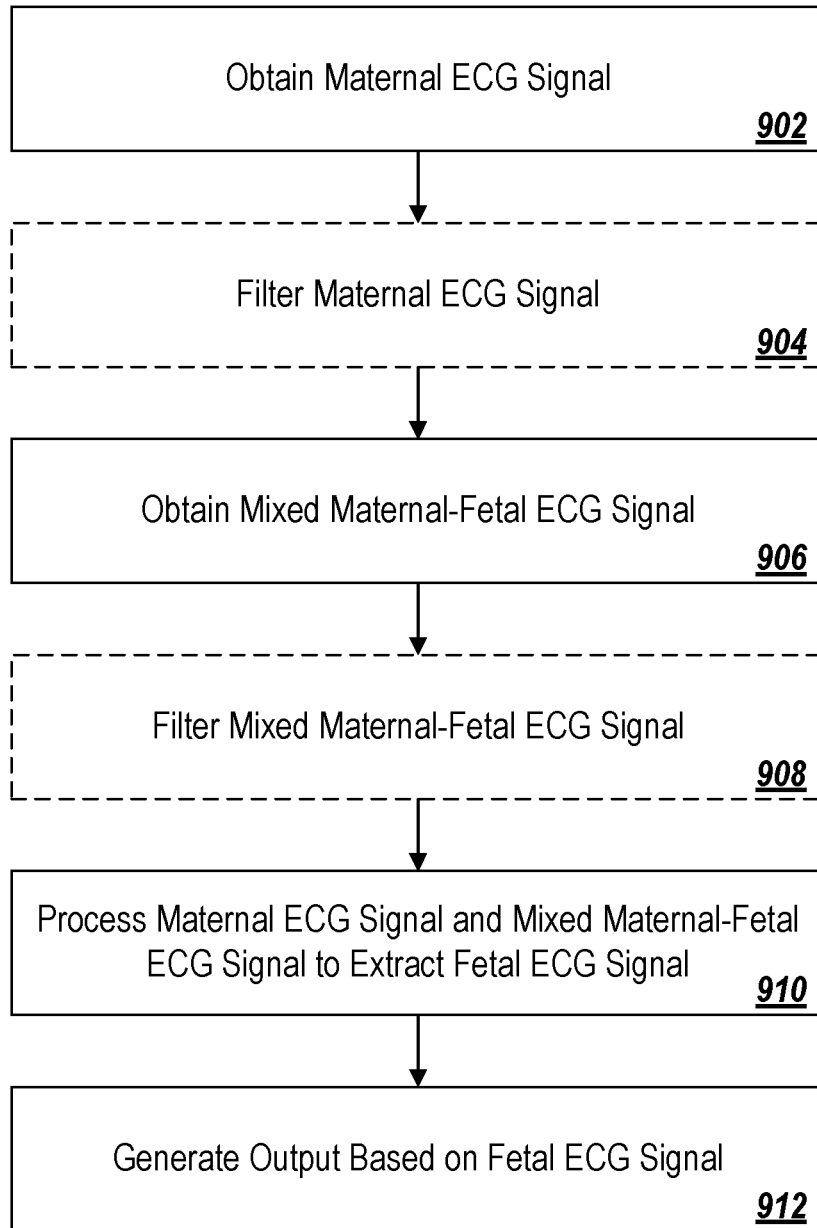 Obtain Maternal ECG Signal
902
Filter Maternal ECG Signal
904
Obtain Mixed Maternal-Fetal ECG Signal
906
Filter Mixed Maternal-Fetal ECG Signal
908
Process Maternal ECG Signal and Mixed Maternal-Fetal
ECG Signal to Extract Fetal ECG Signal
910
Generate Output Based on Fetal ECG Signal
912